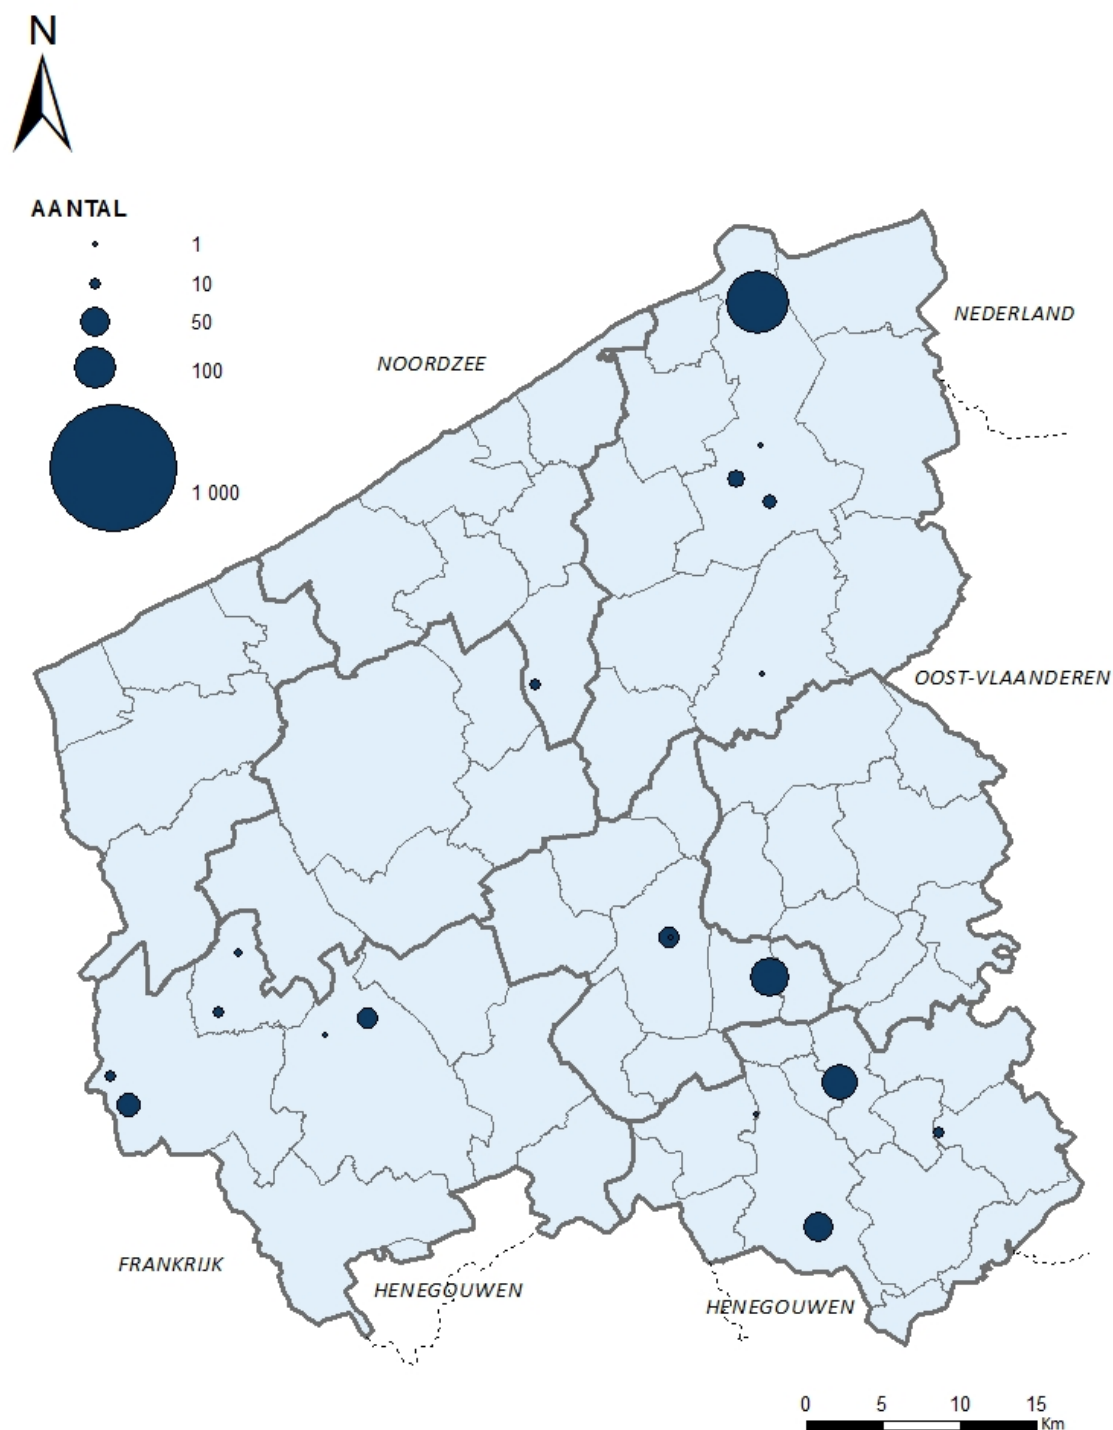 N
AANTAL
1
10
50
100
1 000
NOORDZEE
NEDERLAND
OOST-VLAANDEREN
FRANKRIJK
HENEGOUWEN
HENEGOUWEN
0 5 10 15
Km